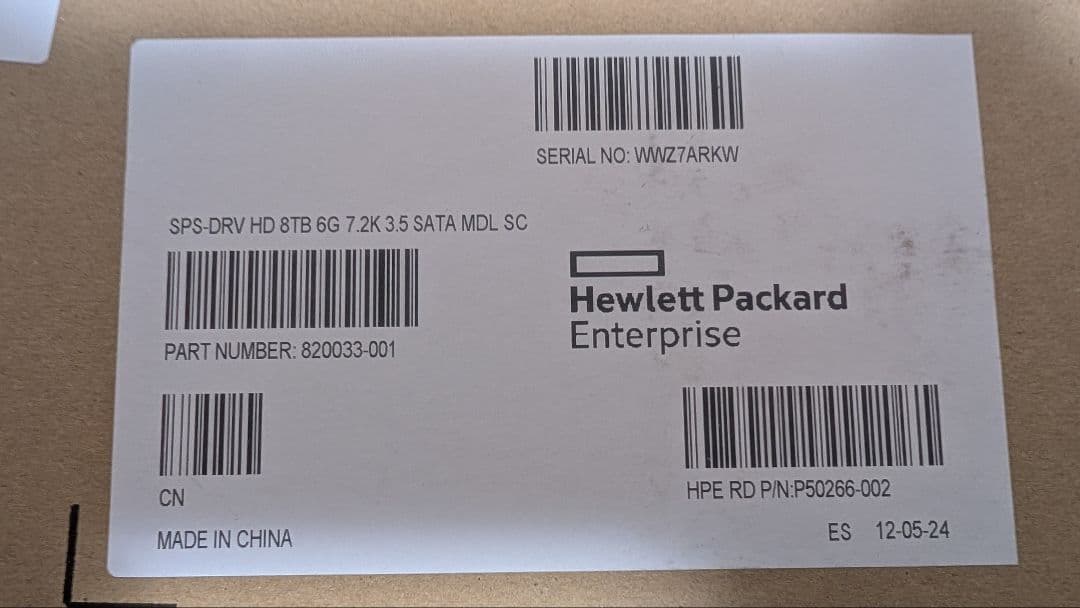 SERIAL NO: WWZ7ARKW
SPS-DRV HD 8TB 6G 7.2K 3.5 SATA MDL SC
PART NUMBER: 820033-001
Hewlett Packard
Enterprise
CN
MADE IN CHINA
HPE RD P/N:P50266-002
ES 12-05-24